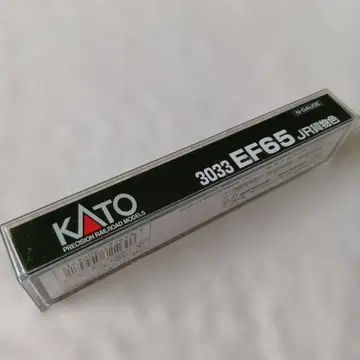 N-GAUGE
3033 EF65 JR貨物色
KATO
PRECISION RAILROAD MODELS